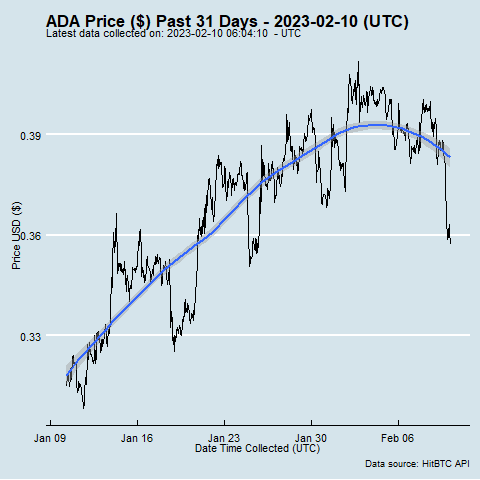 ADA Price ($) Past 31 Days - 2023-02-10 (UTC)
Latest data collected on: 2023-02-10 06:04:10  - UTC
0.39
0.36
0.33
Price USD ($)
Jan 09 Jan 16 Jan 23 Jan 30 Feb 06
Date Time Collected (UTC)
Data source: HitBTC API